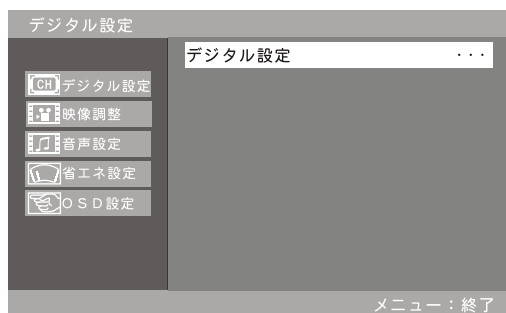 デジタル設定
デジタル設定 ・・・
CH デジタル設定
映像調整
音声設定
省エネ設定
ＯＳＤ設定
メニュー：終了